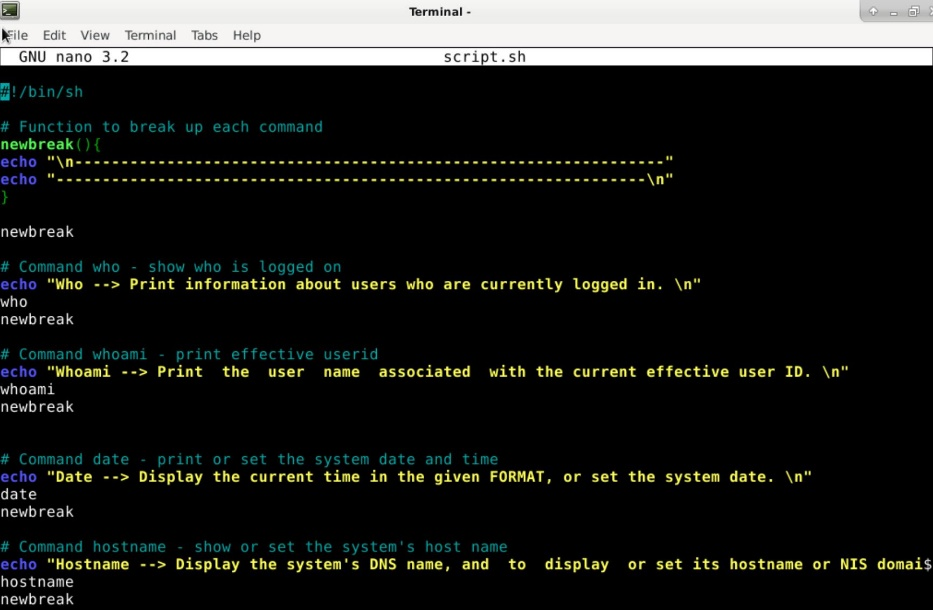 Terminal -
File Edit View Terminal Tabs Help
GNU nano 3.2 script.sh
#!/bin/sh
# Function to break up each command
newbreak(){
echo "\n----------------------------------------------------------------"
echo "----------------------------------------------------------------\n"
}
newbreak
# Command who - show who is logged on
echo "Who --> Print information about users who are currently logged in. \n"
who
newbreak
# Command whoami - print effective userid
echo "Whoami --> Print  the  user  name  associated  with the current effective user ID. \n"
whoami
newbreak
# Command date - print or set the system date and time
echo "Date --> Display the current time in the given FORMAT, or set the system date. \n"
date
newbreak
# Command hostname - show or set the system's host name
echo "Hostname --> Display the system's DNS name, and  to  display  or set its hostname or NIS domai$
hostname
newbreak